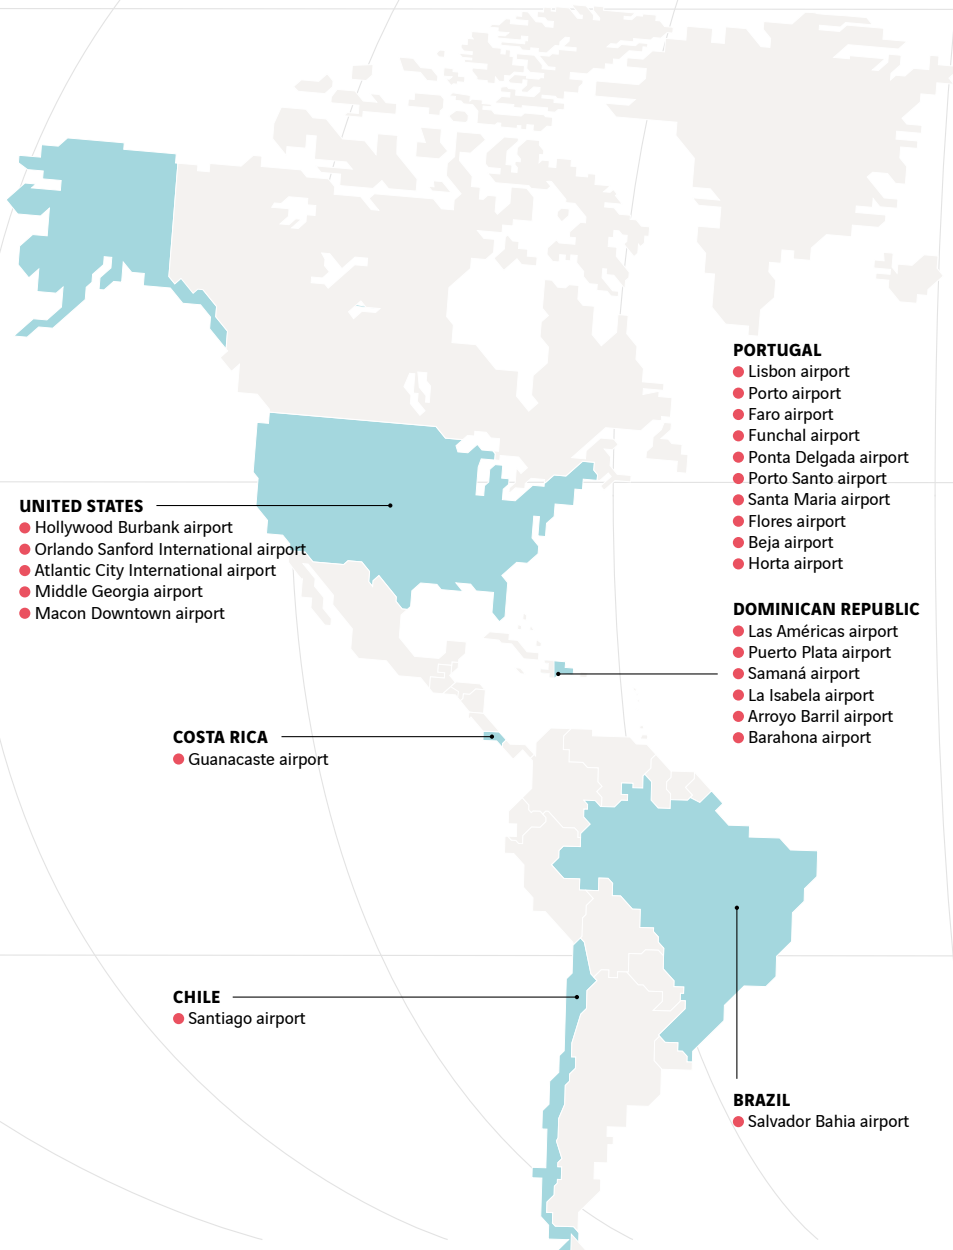 PORTUGAL
Lisbon airport
Porto airport
Faro airport
Funchal airport
Ponta Delgada airport
Porto Santo airport
Santa Maria airport
Flores airport
Beja airport
Horta airport
UNITED STATES
Hollywood Burbank airport
Orlando Sanford International airport
Atlantic City International airport
Middle Georgia airport
Macon Downtown airport
DOMINICAN REPUBLIC
Las Américas airport
Puerto Plata airport
Samaná airport
La Isabela airport
Arroyo Barril airport
Barahona airport
COSTA RICA
Guanacaste airport
CHILE
Santiago airport
BRAZIL
Salvador Bahia airport